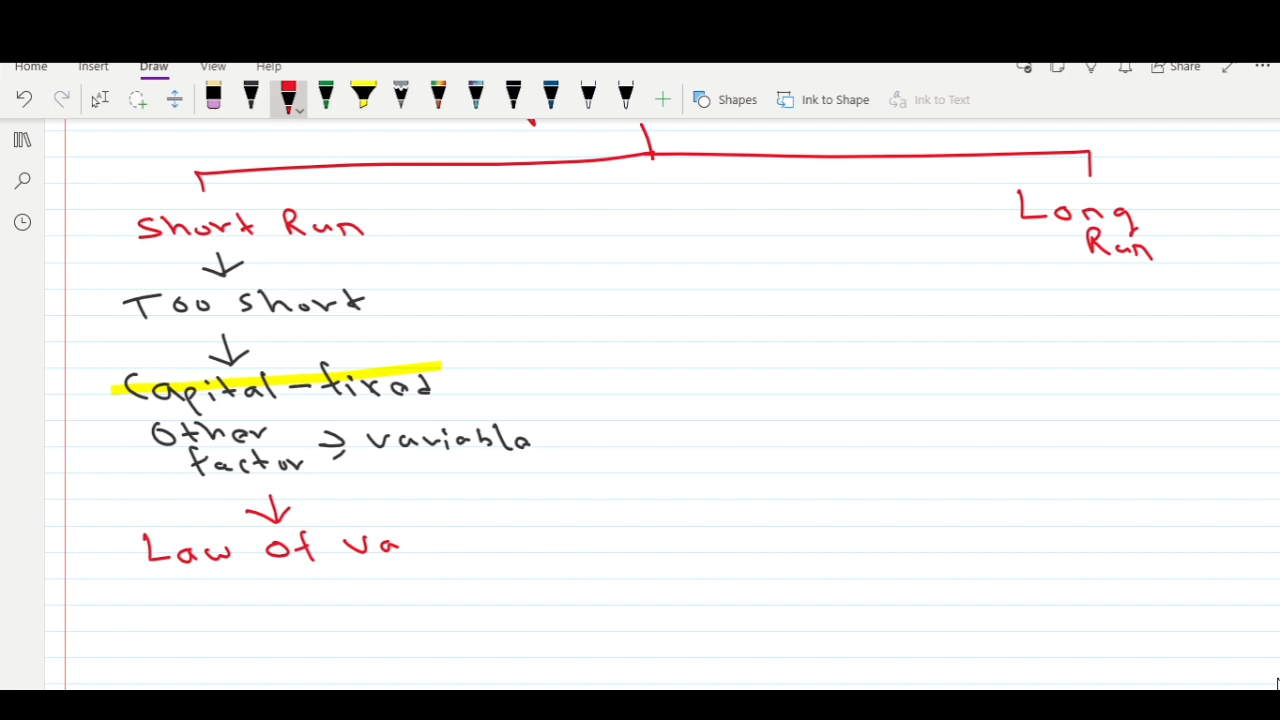 Home Insert Draw View Help Share
Shapes Ink to Shape Ink to Text
Short Run
Long
Run
Too short
Capital - fixed
Other
factor => variable
Law of va